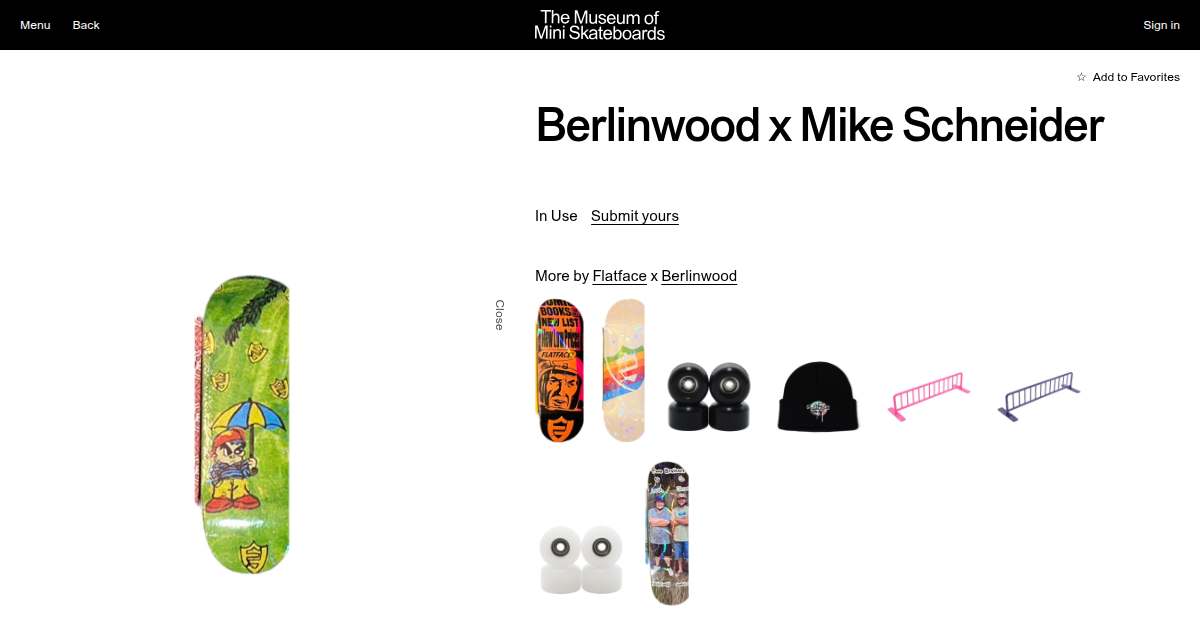 Menu
Back
The Museum of
Mini Skateboards
Sign in
☆ Add to Favorites
Berlinwood x Mike Schneider
In Use Submit yours
More by Flatface x Berlinwood
Close
BOOKS
NEW LIST
FLATFACE